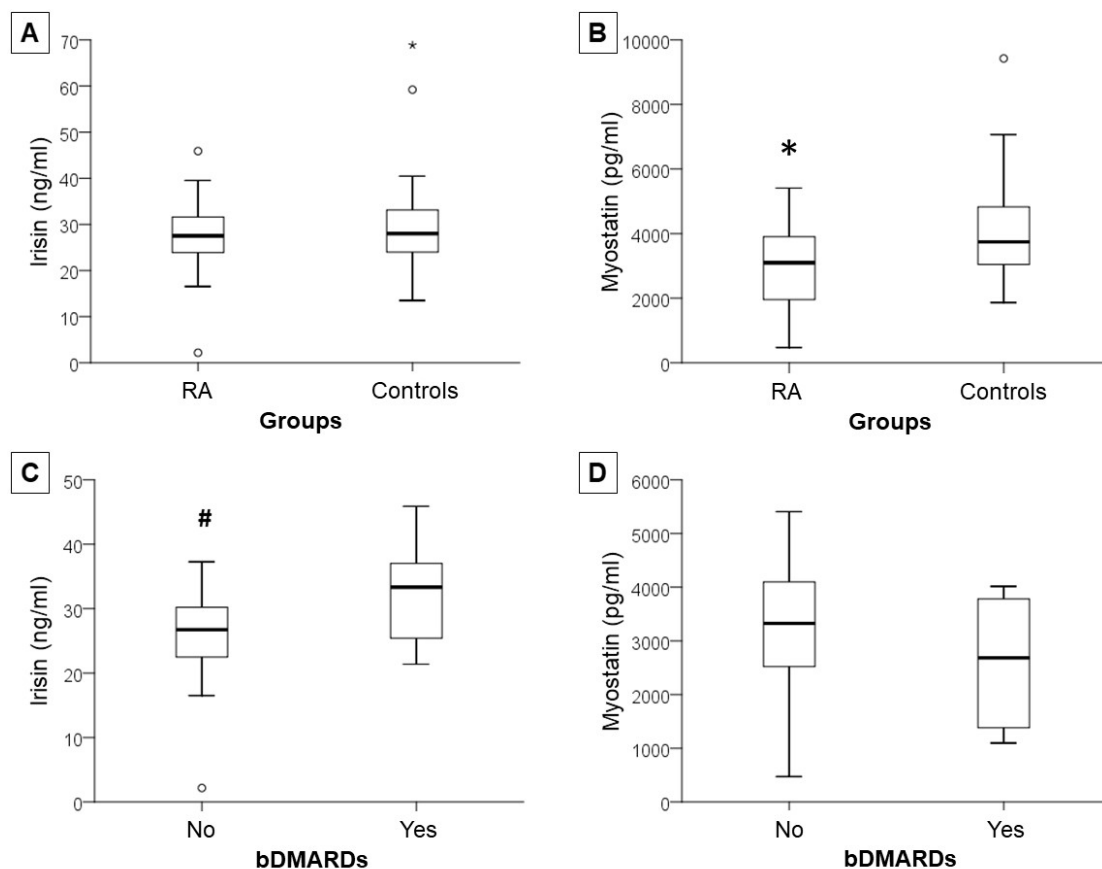 A
Irisin (ng/ml)
70
60
50
40
30
20
10
0
*
RA
Controls
Groups
B
Myostatin (pg/ml)
10000
8000
6000
4000
2000
0
*
RA
Controls
Groups
C
Irisin (ng/ml)
50
40
30
20
10
0
#
No
Yes
bDMARDs
D
Myostatin (pg/ml)
6000
5000
4000
3000
2000
1000
0
No
Yes
bDMARDs